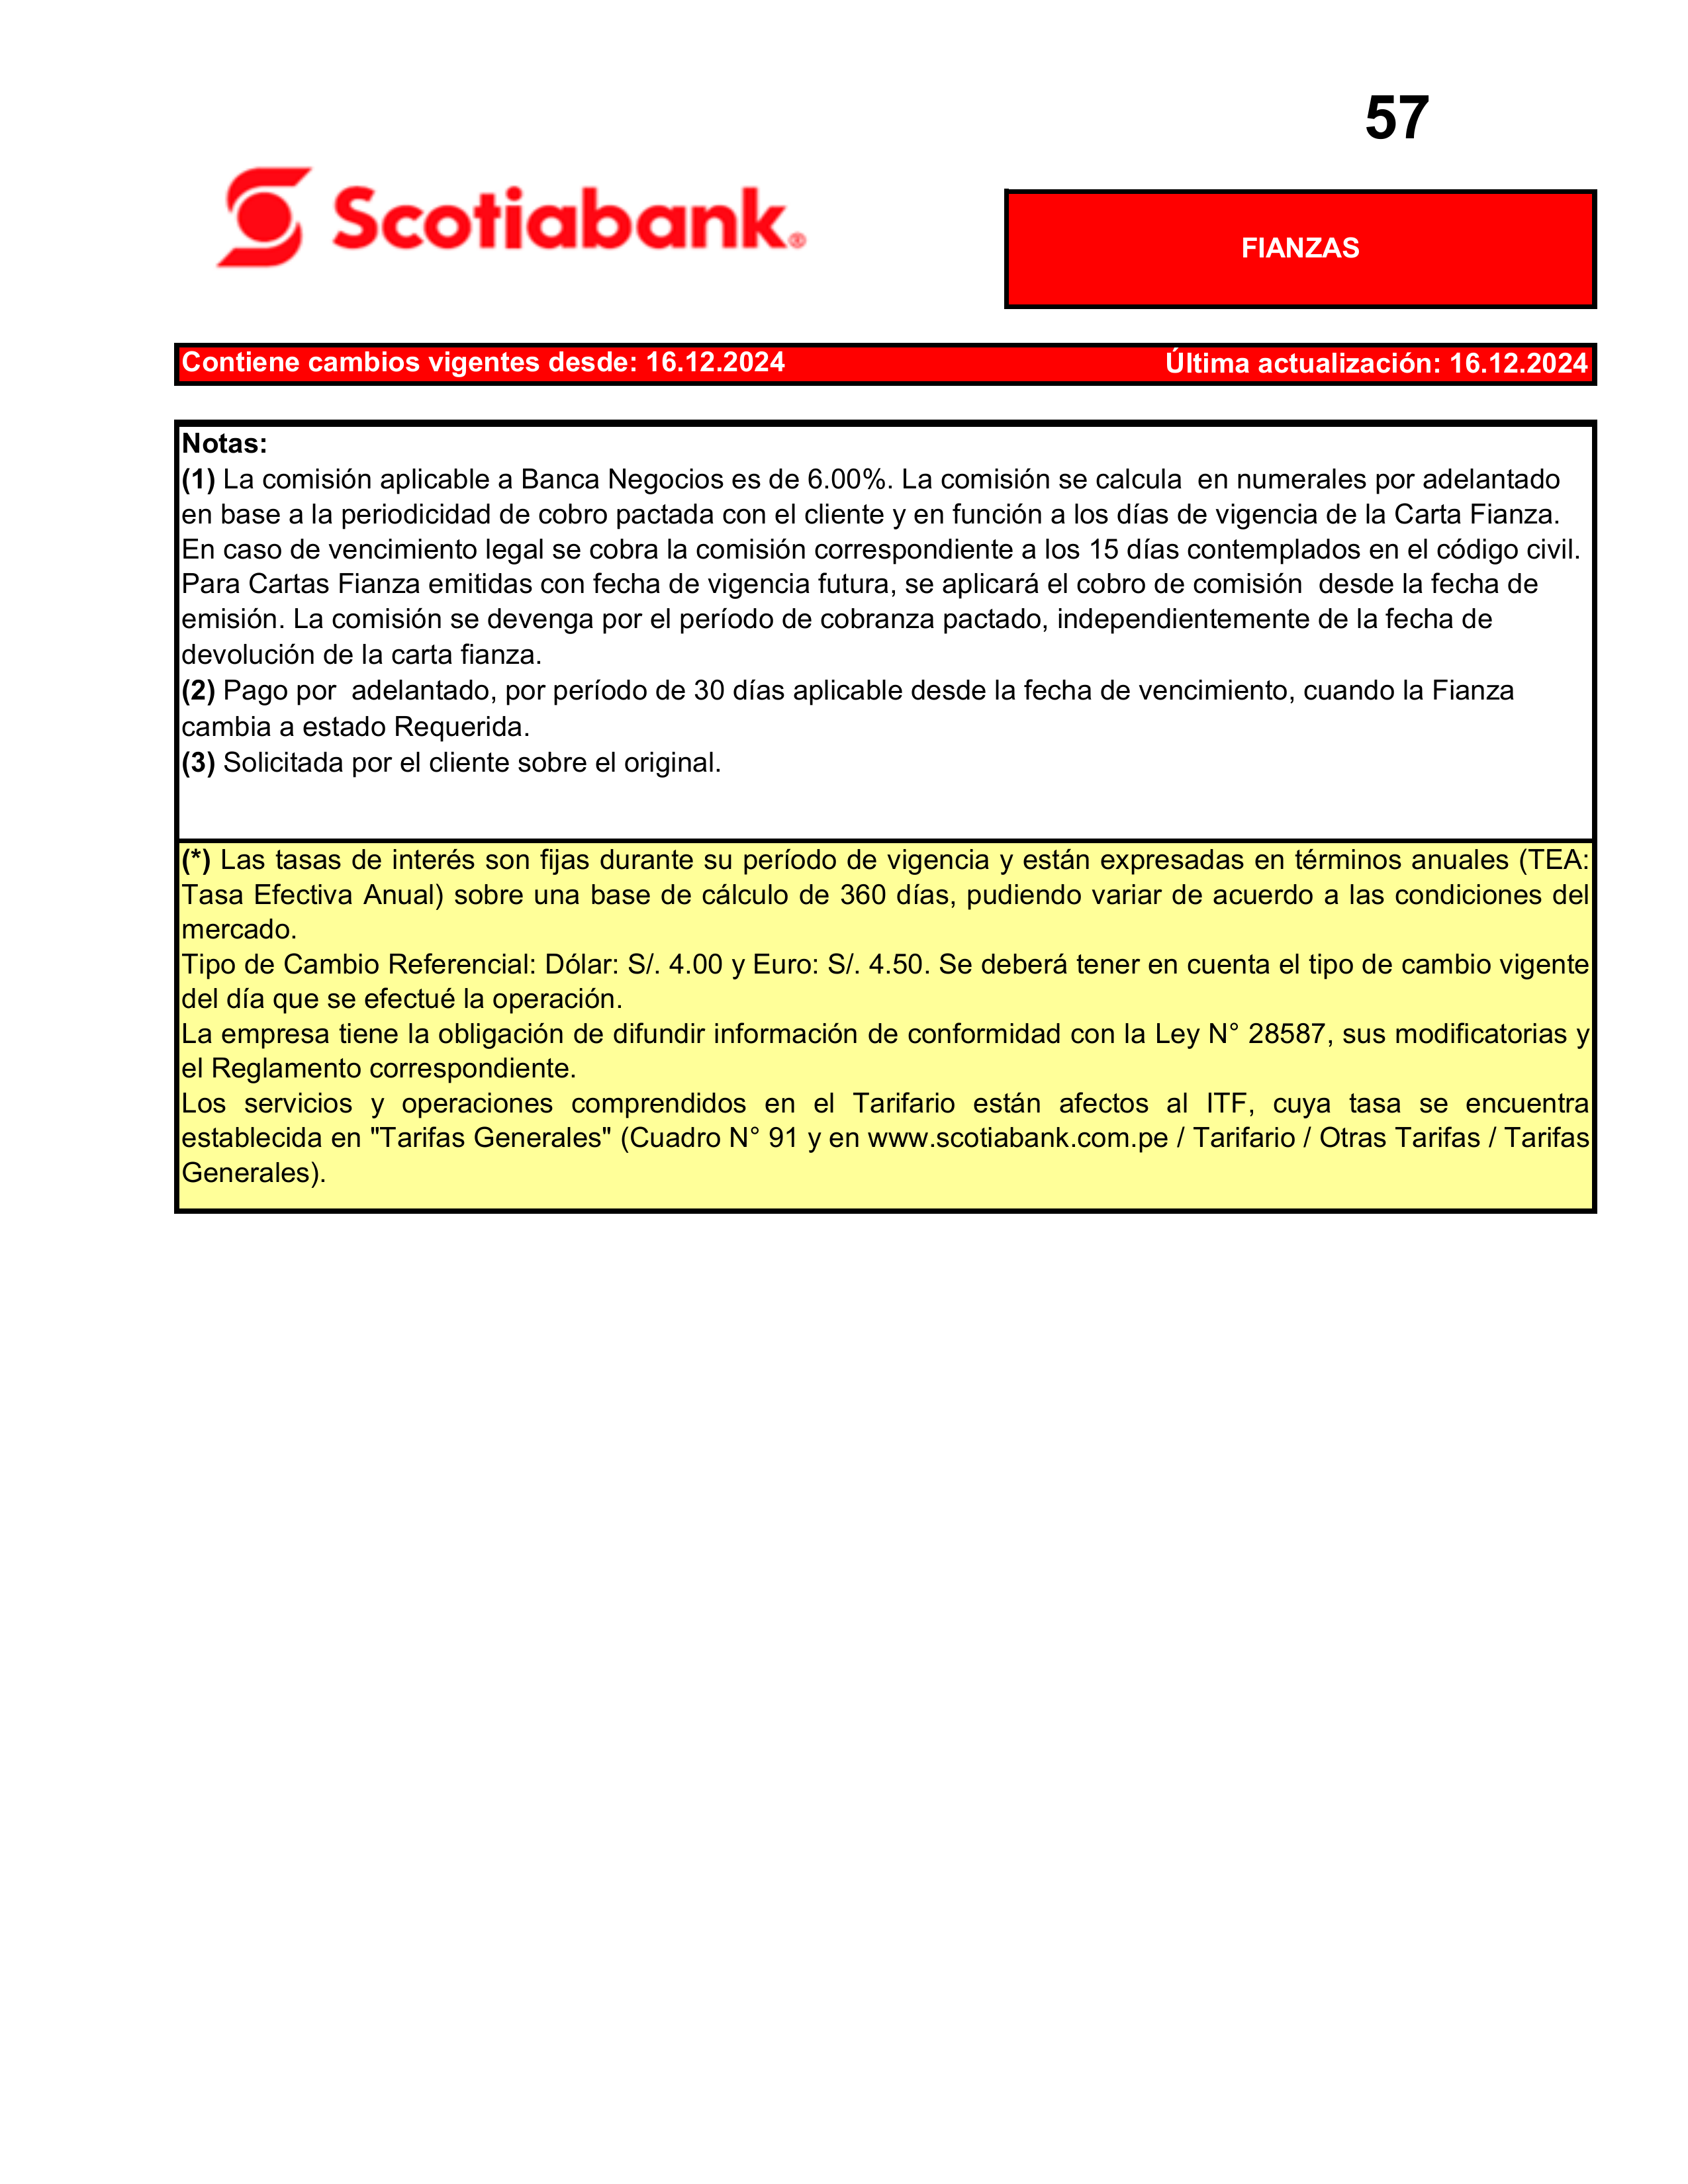 57
Scotiabank®
FIANZAS
Contiene cambios vigentes desde: 16.12.2024 Última actualización: 16.12.2024
Notas:
(1) La comisión aplicable a Banca Negocios es de 6.00%. La comisión se calcula  en numerales por adelantado
en base a la periodicidad de cobro pactada con el cliente y en función a los días de vigencia de la Carta Fianza.
En caso de vencimiento legal se cobra la comisión correspondiente a los 15 días contemplados en el código civil.
Para Cartas Fianza emitidas con fecha de vigencia futura, se aplicará el cobro de comisión  desde la fecha de
emisión. La comisión se devenga por el período de cobranza pactado, independientemente de la fecha de
devolución de la carta fianza.
(2) Pago por  adelantado, por período de 30 días aplicable desde la fecha de vencimiento, cuando la Fianza
cambia a estado Requerida.
(3) Solicitada por el cliente sobre el original.
(*) Las tasas de interés son fijas durante su período de vigencia y están expresadas en términos anuales (TEA:
Tasa Efectiva Anual) sobre una base de cálculo de 360 días, pudiendo variar de acuerdo a las condiciones del
mercado.
Tipo de Cambio Referencial: Dólar: S/. 4.00 y Euro: S/. 4.50. Se deberá tener en cuenta el tipo de cambio vigente
del día que se efectué la operación.
La empresa tiene la obligación de difundir información de conformidad con la Ley N° 28587, sus modificatorias y
el Reglamento correspondiente.
Los servicios y operaciones comprendidos en el Tarifario están afectos al ITF, cuya tasa se encuentra
establecida en "Tarifas Generales" (Cuadro N° 91 y en www.scotiabank.com.pe / Tarifario / Otras Tarifas / Tarifas
Generales).